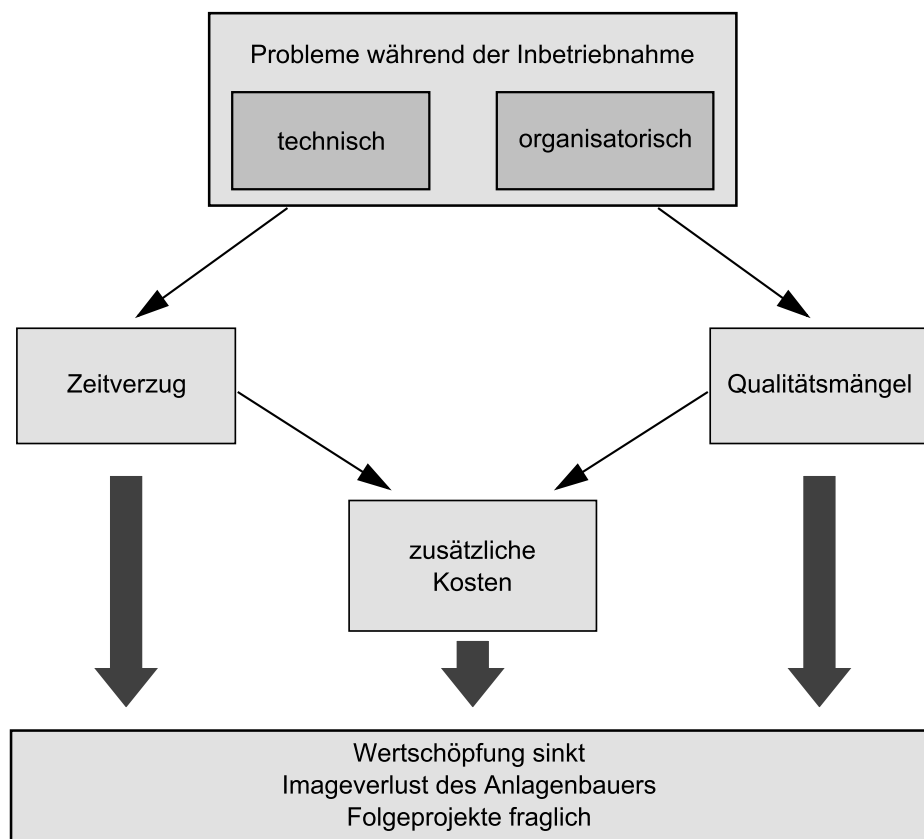 Probleme während der Inbetriebnahme
technisch
organisatorisch
Zeitverzug
Qualitätsmängel
zusätzliche
Kosten
Wertschöpfung sinkt
Imageverlust des Anlagenbauers
Folgeprojekte fraglich